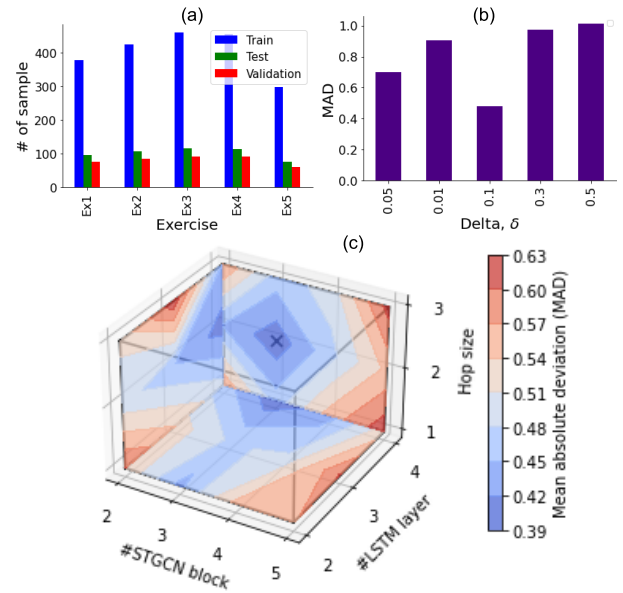 (a)
400
300
200
100
0
# of sample
Train
Test
Validation
Ex1 Ex2 Ex3 Ex4 Ex5
Exercise
(b)
1.0
0.8
0.6
0.4
0.2
0.0
MAD
0.05 0.01 0.1 0.3 0.5
Delta, δ
(c)
2 3 4 5
#STGCN block
2 3 4
#LSTM layer
3
2
1
Hop size
0.63
0.60
0.57
0.54
0.51
0.48
0.45
0.42
0.39
Mean absolute deviation (MAD)